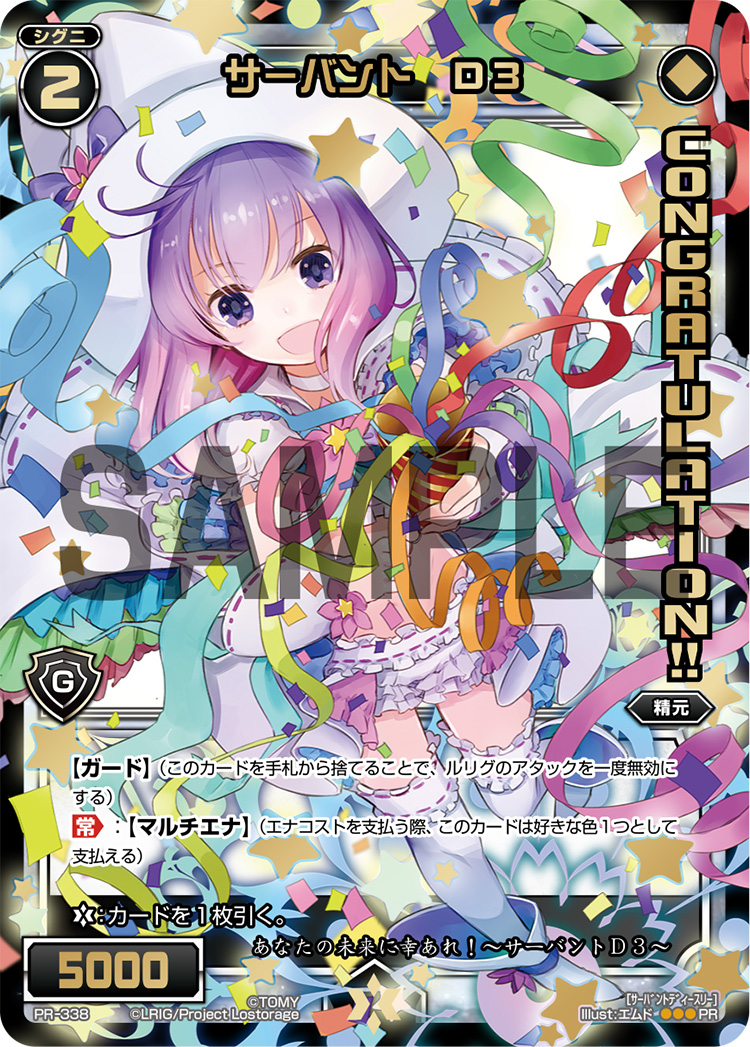 シグニ
2
サーバント D3
CONGRATULATION!!
SAMPLE
G
精元
【ガード】(このカードを手札から捨てることで、ルリグのアタックを一度無効に
する)
常:【マルチエナ】(エナコストを支払う際、このカードは好きな色1つとして
支払える)
:カードを1枚引く。
あなたの未来に幸あれ!~サーバントD3~
5000
PR-338
©TOMY
©LRIG/Project Lostorage
【サーバントディースリー】
Illust:エムド PR